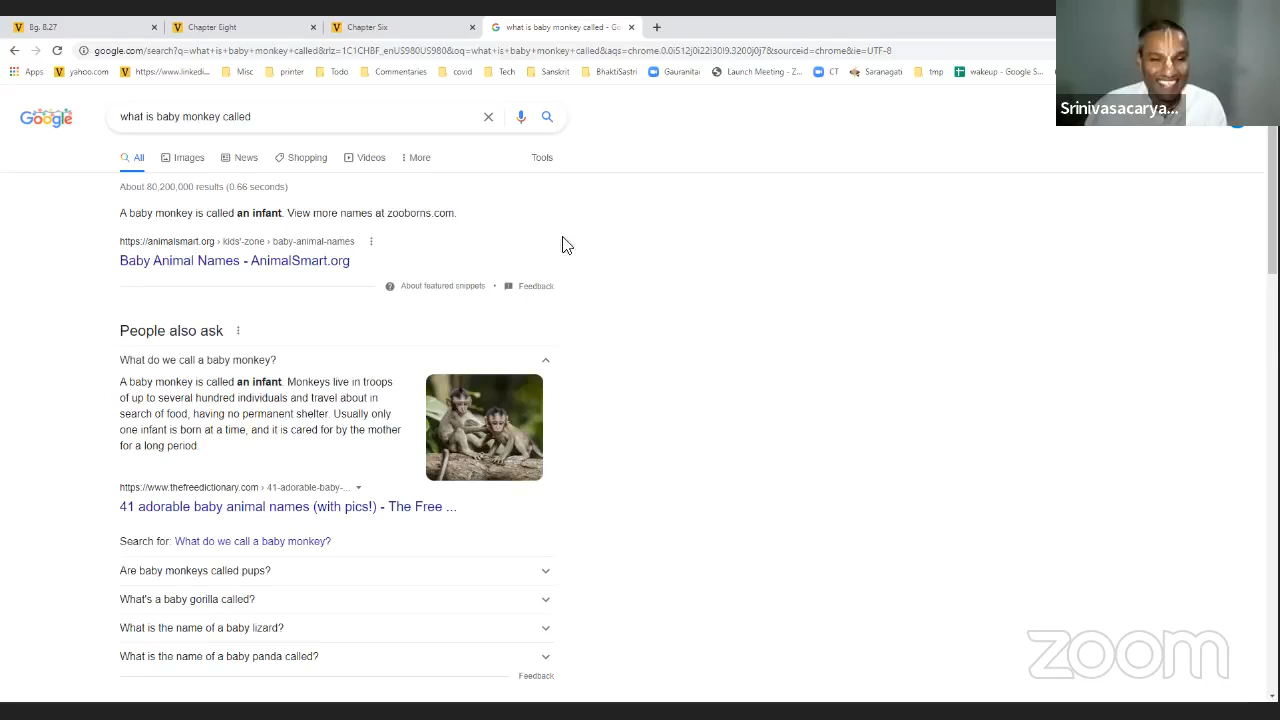 Bg. 8.27
Chapter Eight
Chapter Six
what is baby monkey called - Go
google.com/search?q=what+is+baby+monkey+called&rlz=1C1CHBF_enUS980US980&oq=what+is+baby+monkey+called&aqs=chrome.0.0i512j0i22i30l9.3200j0j7&sourceid=chrome&ie=UTF-8
Apps
yahoo.com
https://www.linkedi...
Misc
printer
Todo
Commentaries
covid
Tech
Sanskrit
BhaktiSastri
Gauranitai
Launch Meeting - Z...
CT
Saranagati
tmp
wakeup - Google S...
Srinivasacarya...
Google
what is baby monkey called
All
Images
News
Shopping
Videos
More
Tools
About 80,200,000 results (0.66 seconds)
A baby monkey is called an infant. View more names at zooborns.com.
https://animalsmart.org › kids'-zone › baby-animal-names
Baby Animal Names - AnimalSmart.org
About featured snippets • Feedback
People also ask
What do we call a baby monkey?
A baby monkey is called an infant. Monkeys live in troops
of up to several hundred individuals and travel about in
search of food, having no permanent shelter. Usually only
one infant is born at a time, and it is cared for by the mother
for a long period.
https://www.thefreedictionary.com › 41-adorable-baby-...
41 adorable baby animal names (with pics!) - The Free ...
Search for: What do we call a baby monkey?
Are baby monkeys called pups?
What's a baby gorilla called?
What is the name of a baby lizard?
What is the name of a baby panda called?
Feedback
zoom